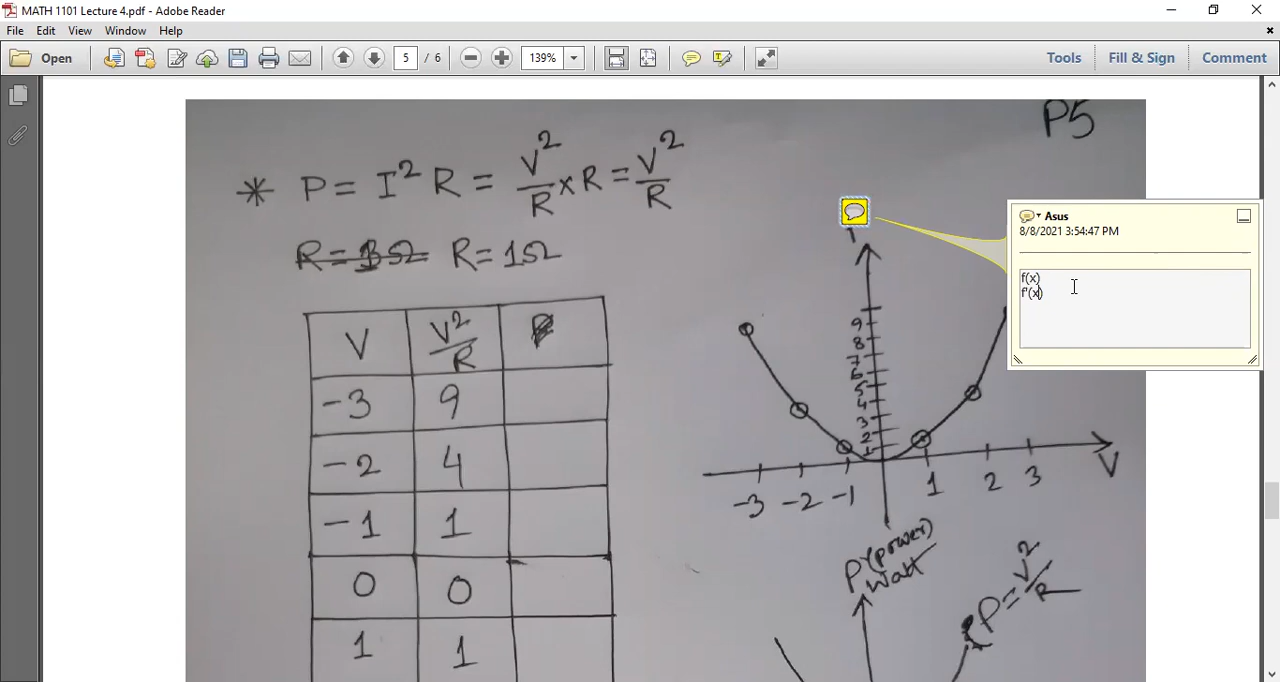 MATH 1101 Lecture 4.pdf - Adobe Reader
File Edit View Window Help
Open 5 / 6 139% Tools Fill & Sign Comment
P5
* P = I² R = V²/R × R = V²/R
R = 1Ω
Asus
8/8/2021 3:54:47 PM
f(x)
f'(x)
V V²/R
-3 9
-2 4
-1 1
0 0
1 1
9
8
7
6
5
4
3
2
1
-3 -2 -1 1 2 3 V
P (power)
Watt
P = V²/R